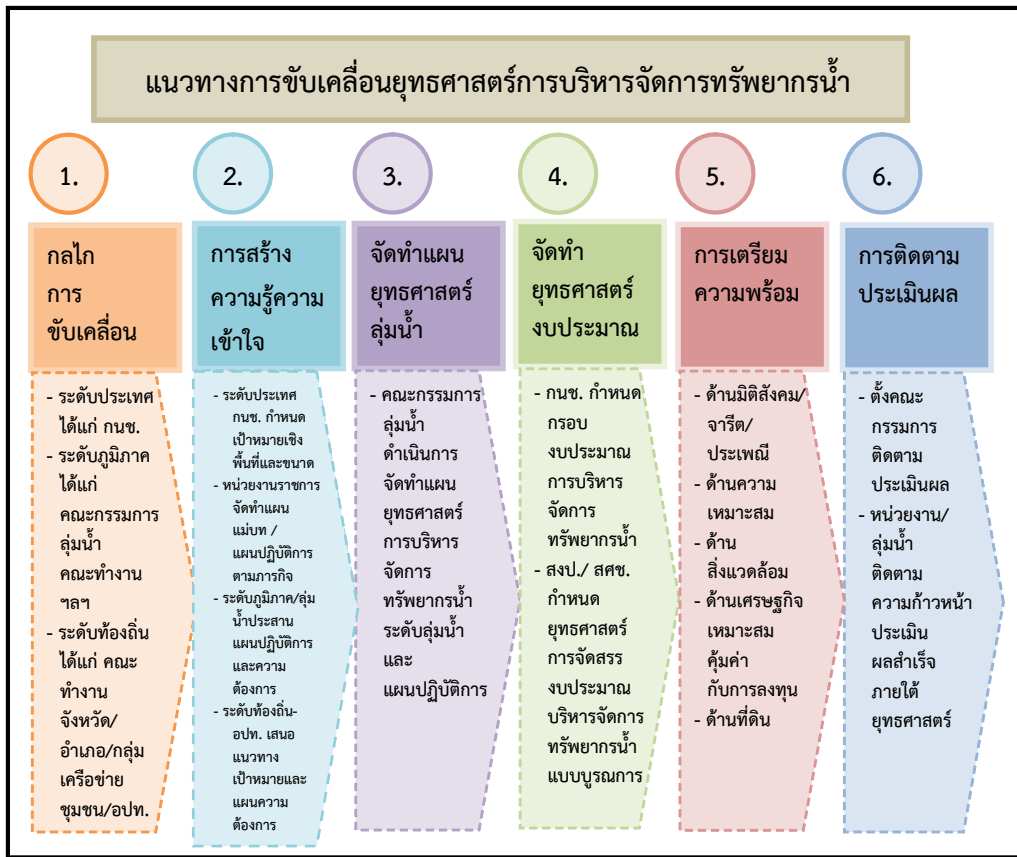 แนวทางการขับเคลื่อนยุทธศาสตร์การบริหารจัดการทรัพยากรน้ำ
1.
กลไก
การ
ขับเคลื่อน
- ระดับประเทศ
ได้แก่ กนช.
- ระดับภูมิภาค
ได้แก่
คณะกรรมการ
ลุ่มน้ำ
คณะทำงาน
ฯลฯ
- ระดับท้องถิ่น
ได้แก่ คณะ
ทำงาน
จังหวัด/
อำเภอ/กลุ่ม
เครือข่าย
ชุมชน/อปท.
2.
การสร้าง
ความรู้ความ
เข้าใจ
- ระดับประเทศ
กนช. กำหนด
เป้าหมายเชิง
พื้นที่และขนาด
- หน่วยงานราชการ
จัดทำแผน
แม่บท /
แผนปฏิบัติการ
ตามภารกิจ
- ระดับภูมิภาค/ลุ่ม
น้ำประสาน
แผนปฏิบัติการ
และความ
ต้องการ
- ระดับท้องถิ่น-
อปท. เสนอ
แนวทาง
เป้าหมายและ
แผนความ
ต้องการ
3.
จัดทำแผน
ยุทธศาสตร์
ลุ่มน้ำ
- คณะกรรมการ
ลุ่มน้ำ
ดำเนินการ
จัดทำแผน
ยุทธศาสตร์
การบริหาร
จัดการ
ทรัพยากรน้ำ
ระดับลุ่มน้ำ
และ
แผนปฏิบัติการ
4.
จัดทำ
ยุทธศาสตร์
งบประมาณ
- กนช. กำหนด
กรอบ
งบประมาณ
การบริหาร
จัดการ
ทรัพยากรน้ำ
- สงป./ สศช.
กำหนด
ยุทธศาสตร์
การจัดสรร
งบประมาณ
บริหารจัดการ
ทรัพยากรน้ำ
แบบบูรณการ
5.
การเตรียม
ความพร้อม
- ด้านมิติสังคม/
จารีต/
ประเพณี
- ด้านความ
เหมาะสม
- ด้าน
สิ่งแวดล้อม
- ด้านเศรษฐกิจ
เหมาะสม
คุ้มค่า
กับการลงทุน
- ด้านที่ดิน
6.
การติดตาม
ประเมินผล
- ตั้งคณะ
กรรมการ
ติดตาม
ประเมินผล
- หน่วยงาน/
ลุ่มน้ำ
ติดตาม
ความก้าวหน้า
ประเมิน
ผลสำเร็จ
ภายใต้
ยุทธศาสตร์